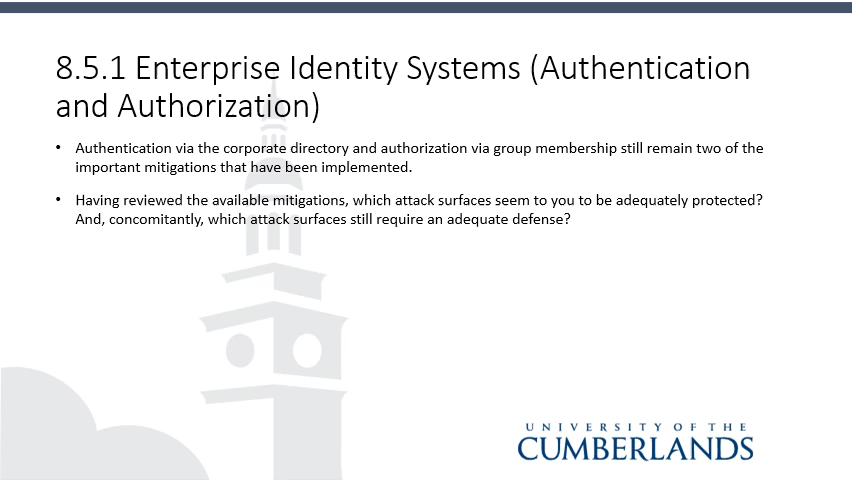 8.5.1 Enterprise Identity Systems (Authentication
and Authorization)
• Authentication via the corporate directory and authorization via group membership still remain two of the
important mitigations that have been implemented.
• Having reviewed the available mitigations, which attack surfaces seem to you to be adequately protected?
And, concomitantly, which attack surfaces still require an adequate defense?
UNIVERSITY OF THE
CUMBERLANDS